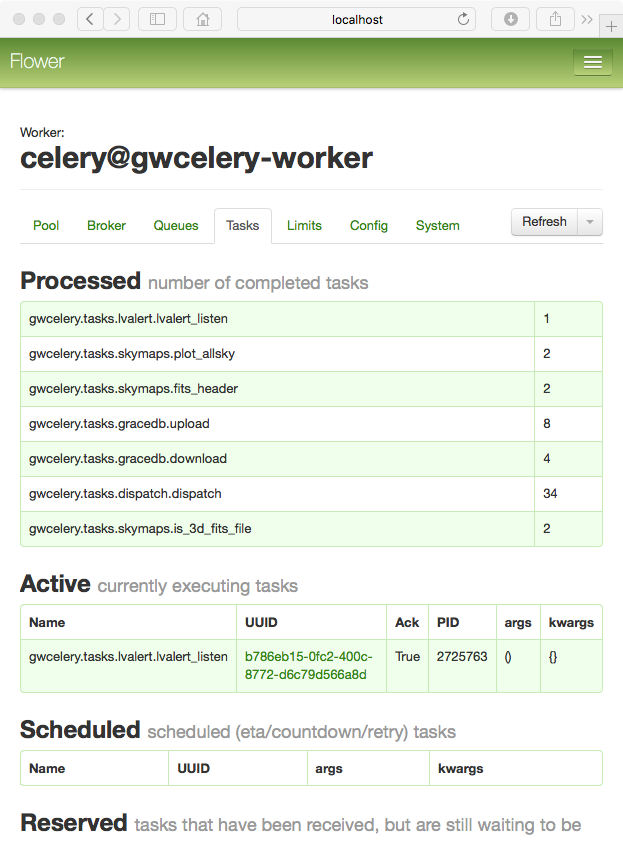 localhost
Flower
Worker:
celery@gwcelery-worker
Pool Broker Queues Tasks Limits Config System Refresh
Processed number of completed tasks
gwcelery.tasks.lvalert.lvalert_listen 1
gwcelery.tasks.skymaps.plot_allsky 2
gwcelery.tasks.skymaps.fits_header 2
gwcelery.tasks.gracedb.upload 8
gwcelery.tasks.gracedb.download 4
gwcelery.tasks.dispatch.dispatch 34
gwcelery.tasks.skymaps.is_3d_fits_file 2
Active currently executing tasks
Name UUID Ack PID args kwargs
gwcelery.tasks.lvalert.lvalert_listen b786eb15-0fc2-400c- True 2725763 () {}
8772-d6c79d566a8d
Scheduled scheduled (eta/countdown/retry) tasks
Name UUID args kwargs
Reserved tasks that have been received, but are still waiting to be